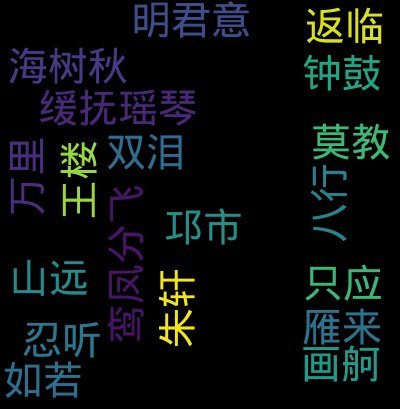 明君意
返临
海树秋
钟鼓
缓抚瑶琴
莫教
双泪
万里
王楼
八行
鸾凤分飞
邛市
山远
只应
朱轩
忍听
雁来
画舸
如若